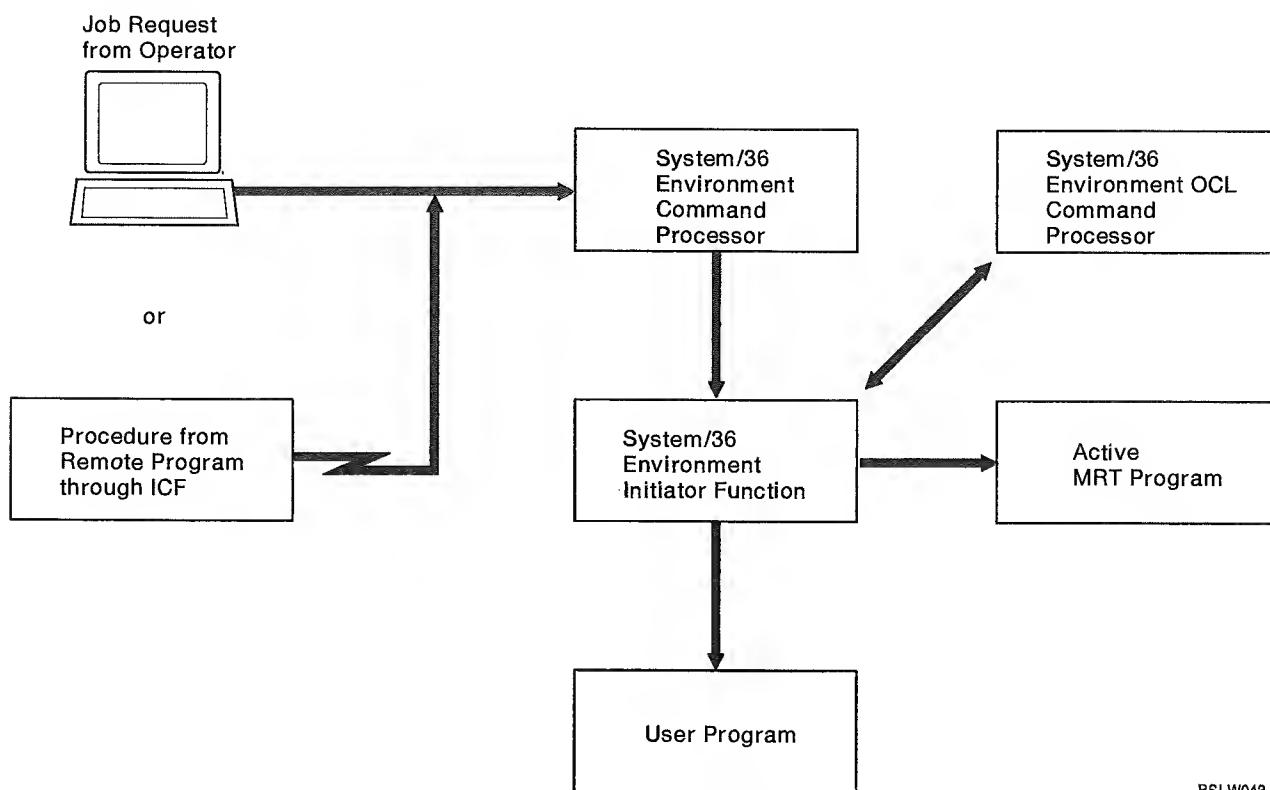 Job Request
from Operator
System/36
Environment
Command
Processor
System/36
Environment OCL
Command
Processor
or
Procedure from
Remote Program
through ICF
System/36
Environment
Initiator Function
Active
MRT Program
User Program